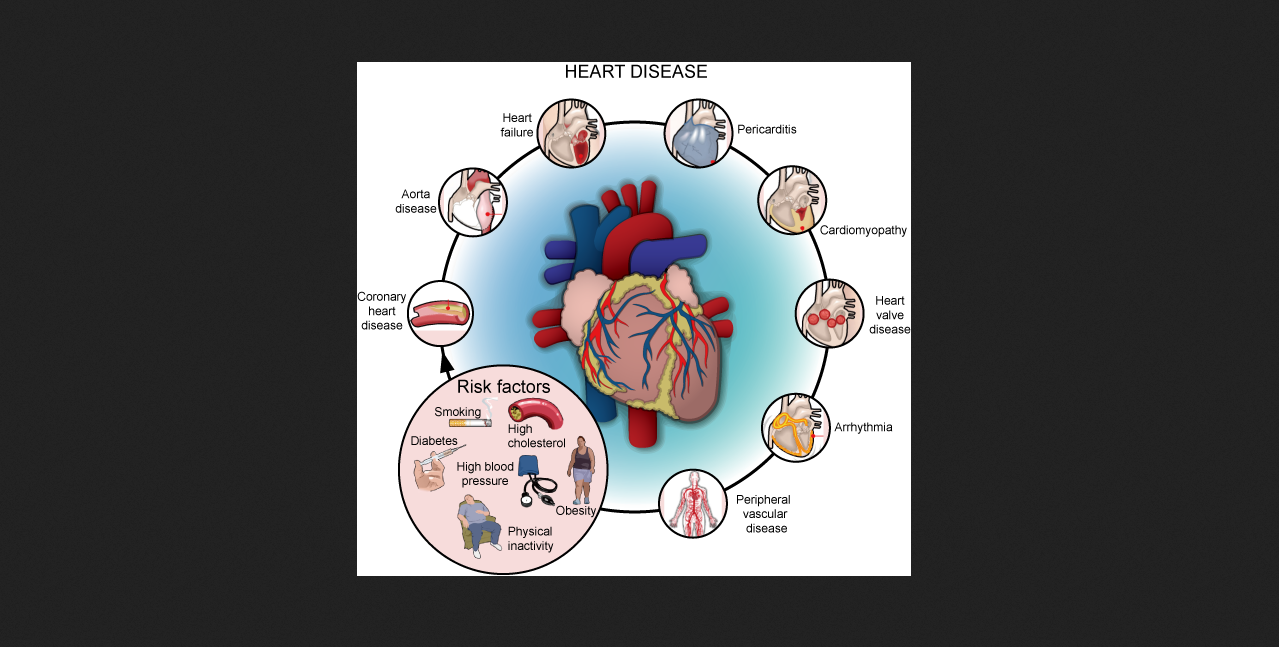 HEART DISEASE
Heart
failure
Pericarditis
Aorta
disease
Cardiomyopathy
Coronary
heart
disease
Heart
valve
disease
Risk factors
Smoking
High
cholesterol
Diabetes
High blood
pressure
Obesity
Physical
inactivity
Arrhythmia
Peripheral
vascular
disease